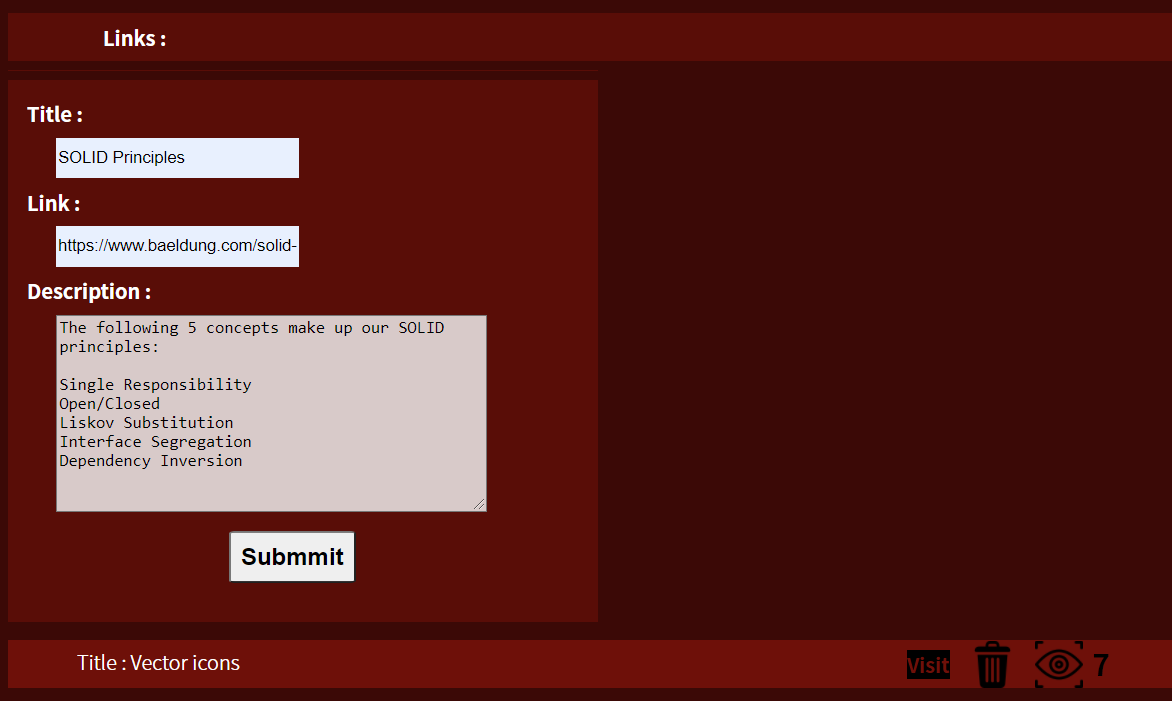 Links :
Title :
SOLID Principles
Link :
https://www.baeldung.com/solid-
Description :
The following 5 concepts make up our SOLID
principles:
Single Responsibility
Open/Closed
Liskov Substitution
Interface Segregation
Dependency Inversion
Submmit
Title : Vector icons Visit 7